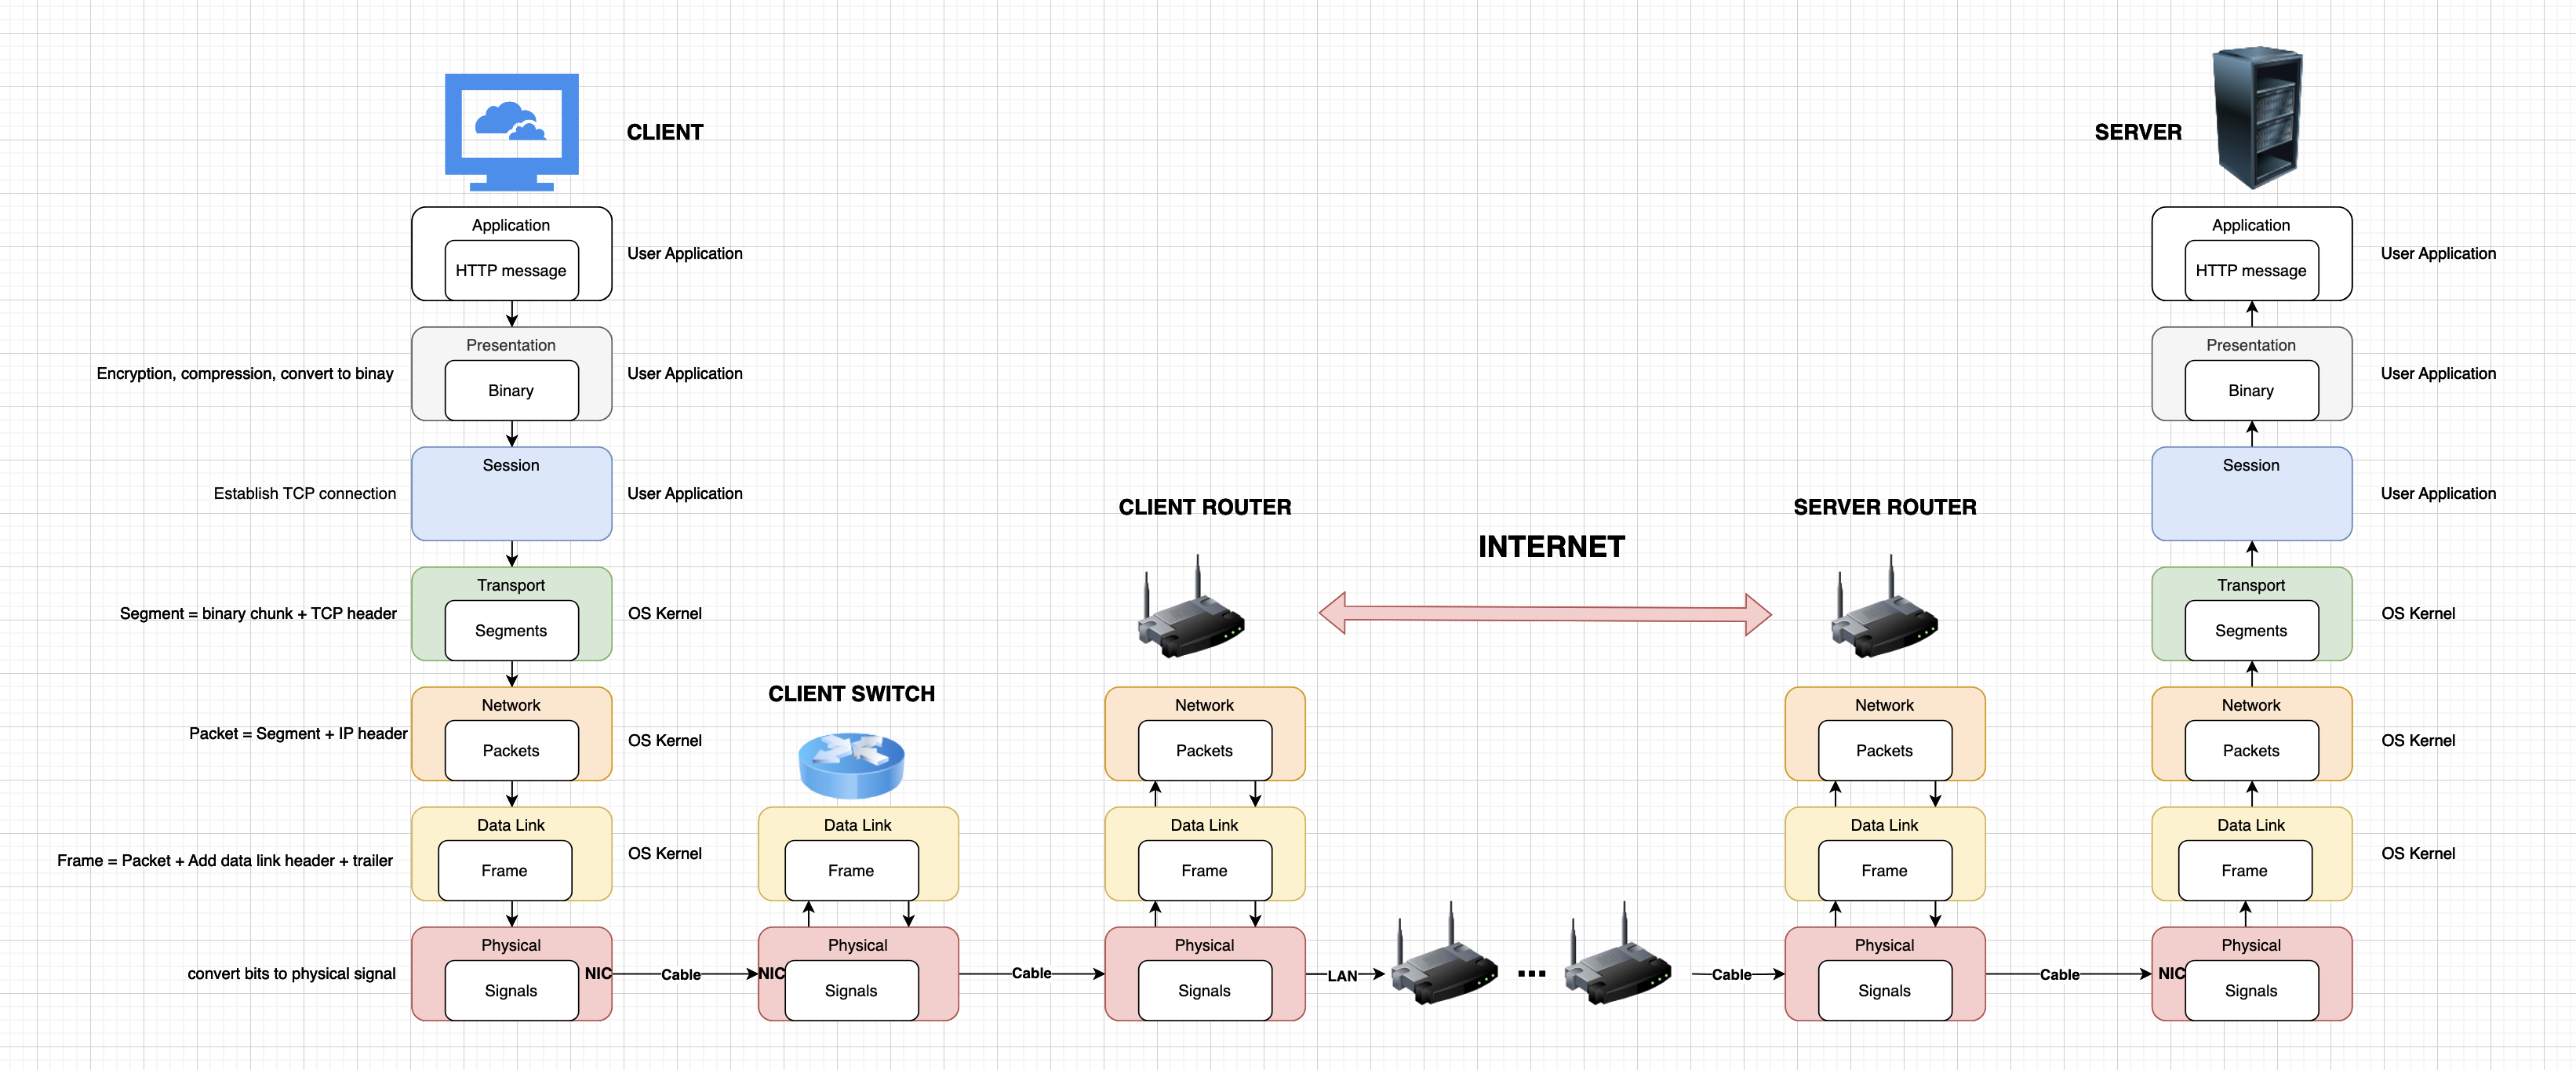 CLIENT
SERVER
Application
HTTP message
User Application
Application
HTTP message
User Application
Encryption, compression, convert to binay
Presentation
Binary
User Application
Presentation
Binary
User Application
Establish TCP connection
Session
User Application
Session
User Application
CLIENT ROUTER
SERVER ROUTER
INTERNET
Segment = binary chunk + TCP header
Transport
Segments
OS Kernel
Transport
Segments
OS Kernel
CLIENT SWITCH
Packet = Segment + IP header
Network
Packets
OS Kernel
Network
Packets
Network
Packets
Network
Packets
OS Kernel
Frame = Packet + Add data link header + trailer
Data Link
Frame
OS Kernel
Data Link
Frame
Data Link
Frame
Data Link
Frame
Data Link
Frame
OS Kernel
convert bits to physical signal
Physical
Signals
NIC
Cable
NIC
Physical
Signals
Cable
Physical
Signals
LAN
...
Cable
Physical
Signals
Cable
NIC
Physical
Signals